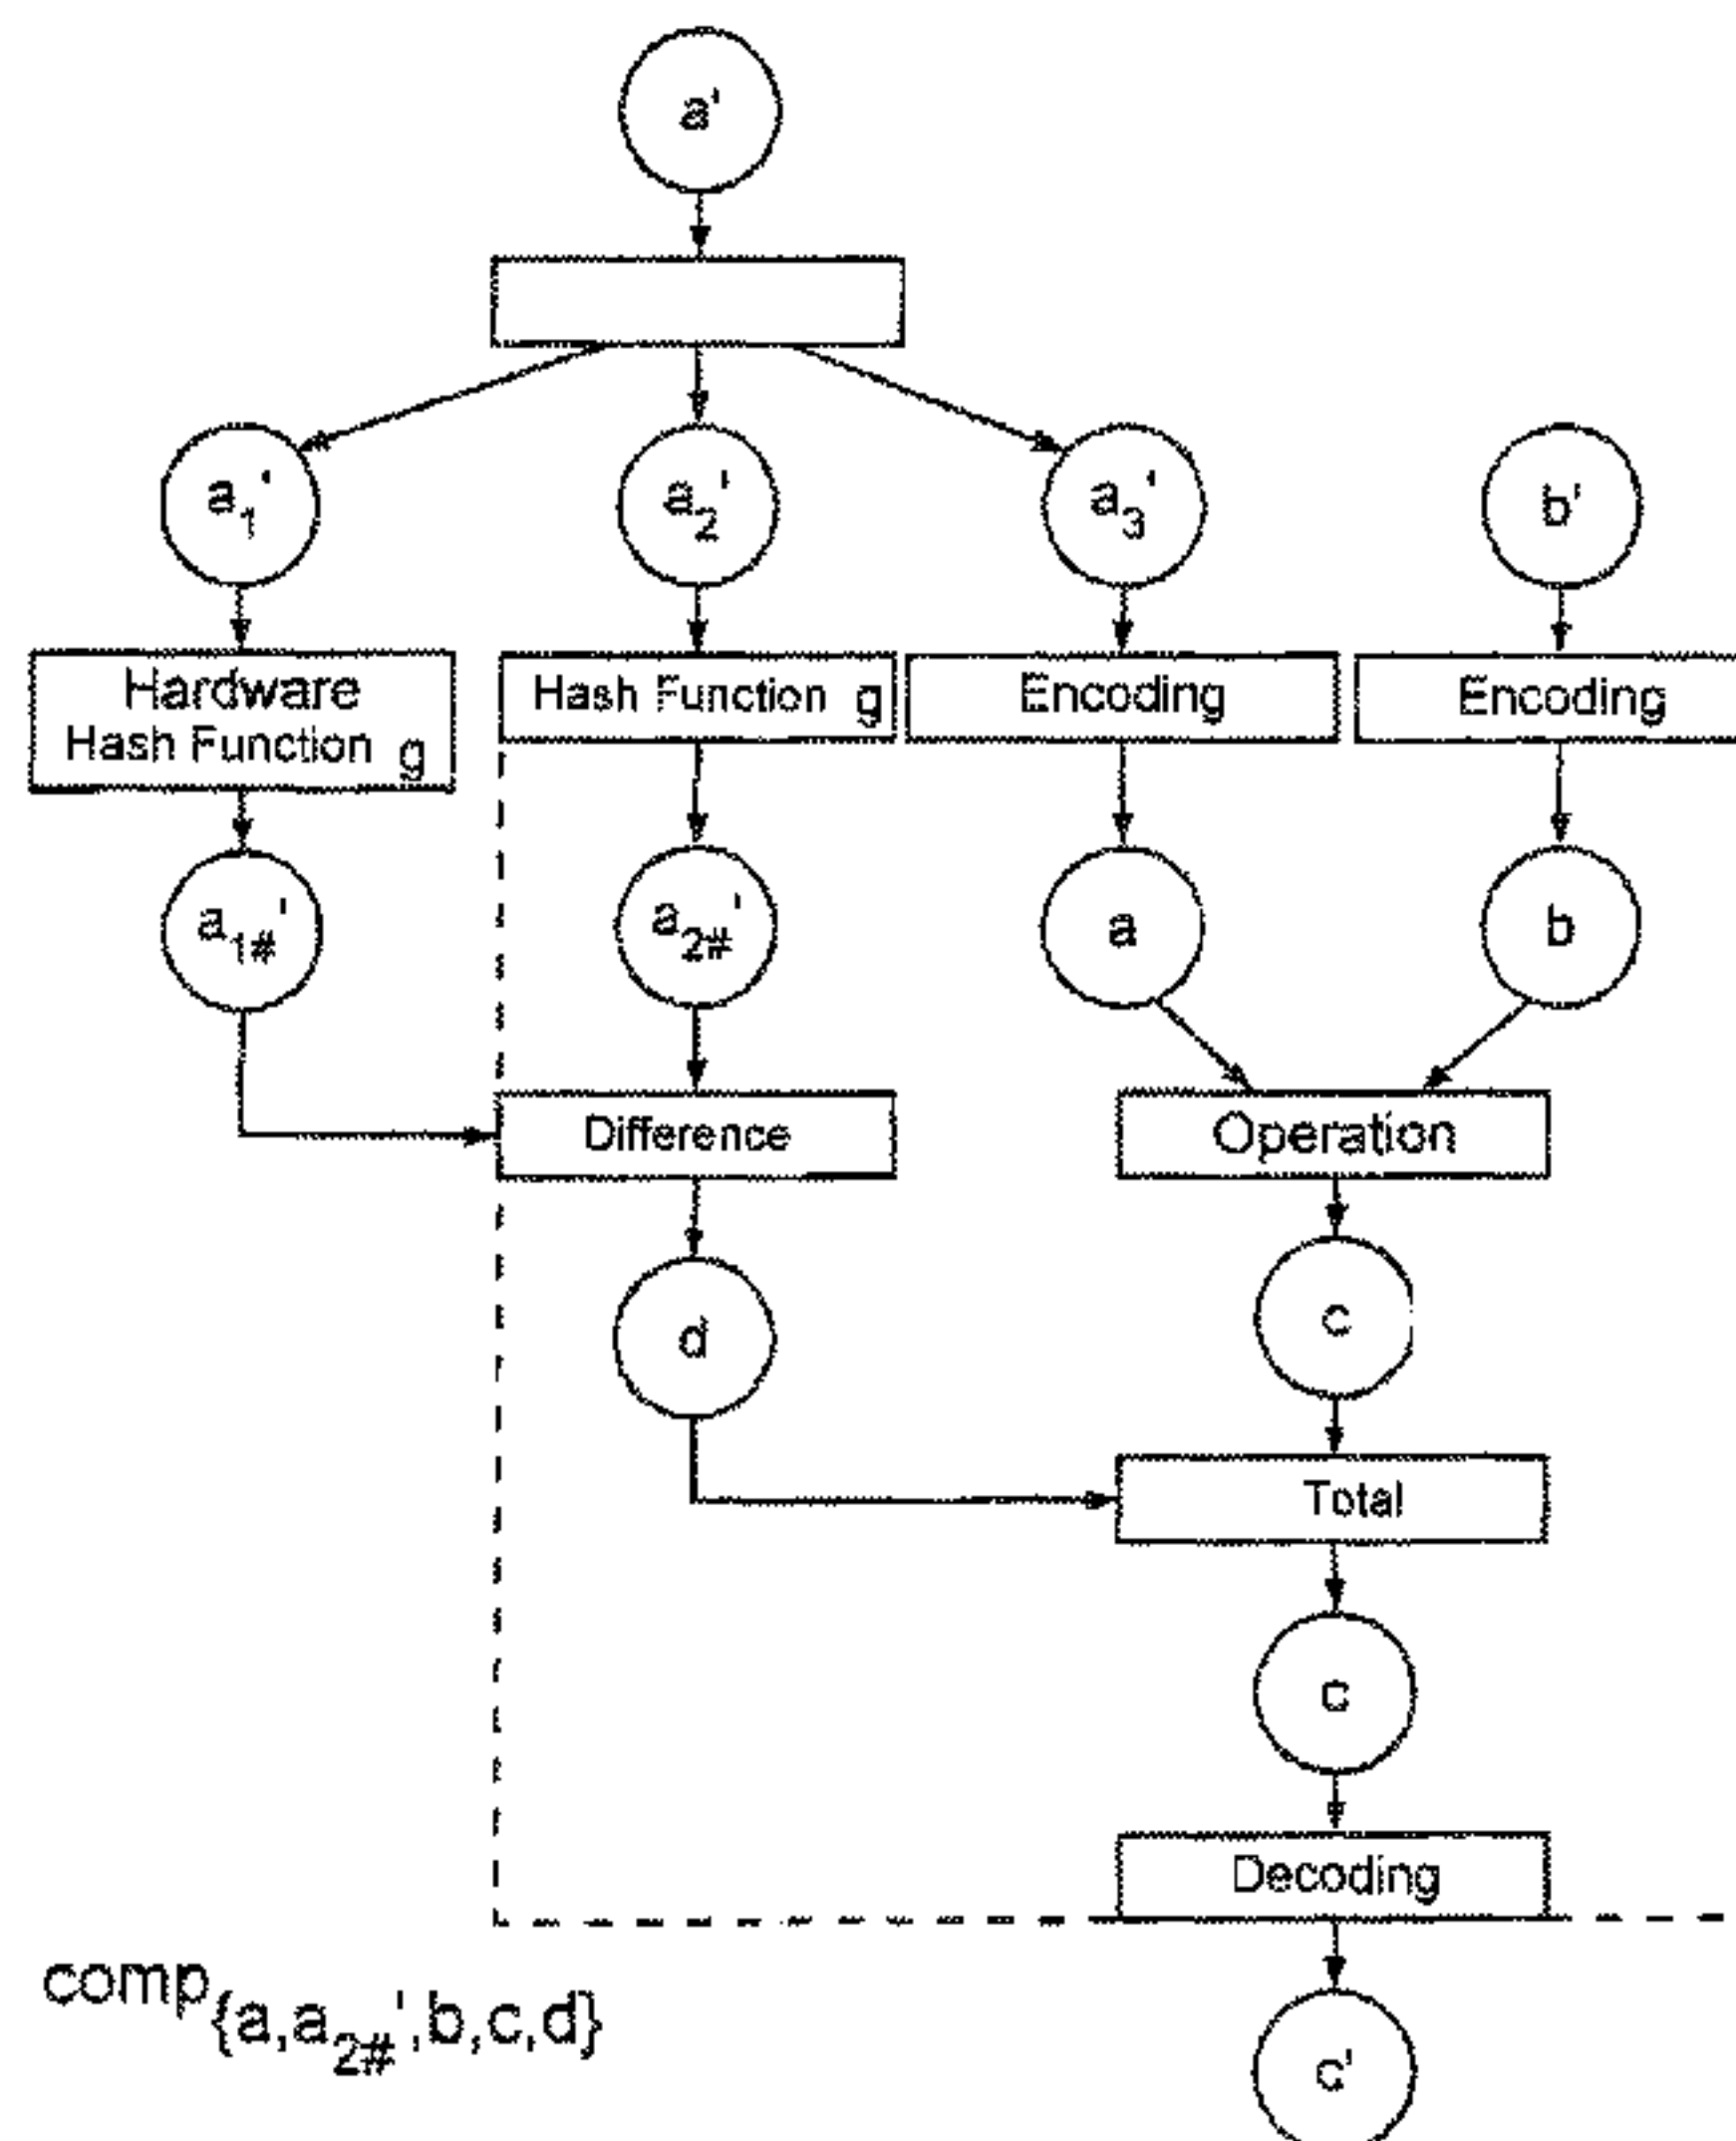 a'
a1' a2' a3' b'
Hardware
Hash Function g
Hash Function g
Encoding
Encoding
a1#' a2#' a b
Difference
Operation
d
c
Total
c
Decoding
comp{a,a2#',b,c,d}
c'